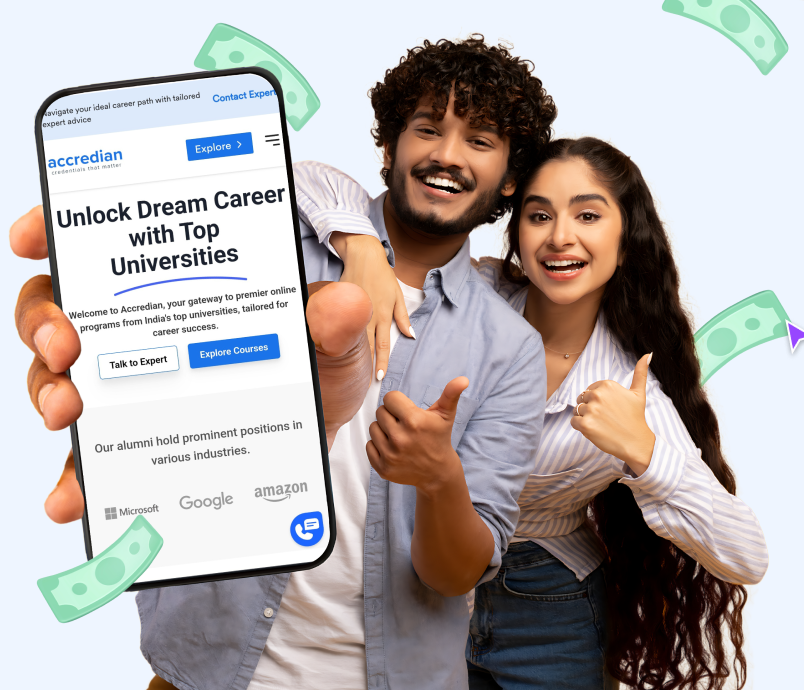 Navigate your ideal career path with tailored
expert advice
Contact Expert
accredian
credentials that matter
Explore
Unlock Dream Career
with Top
Universities
Welcome to Accredian, your gateway to premier online
programs from India's top universities, tailored for
career success.
Talk to Expert
Explore Courses
Our alumni hold prominent positions in
various industries.
Microsoft
Google
amazon